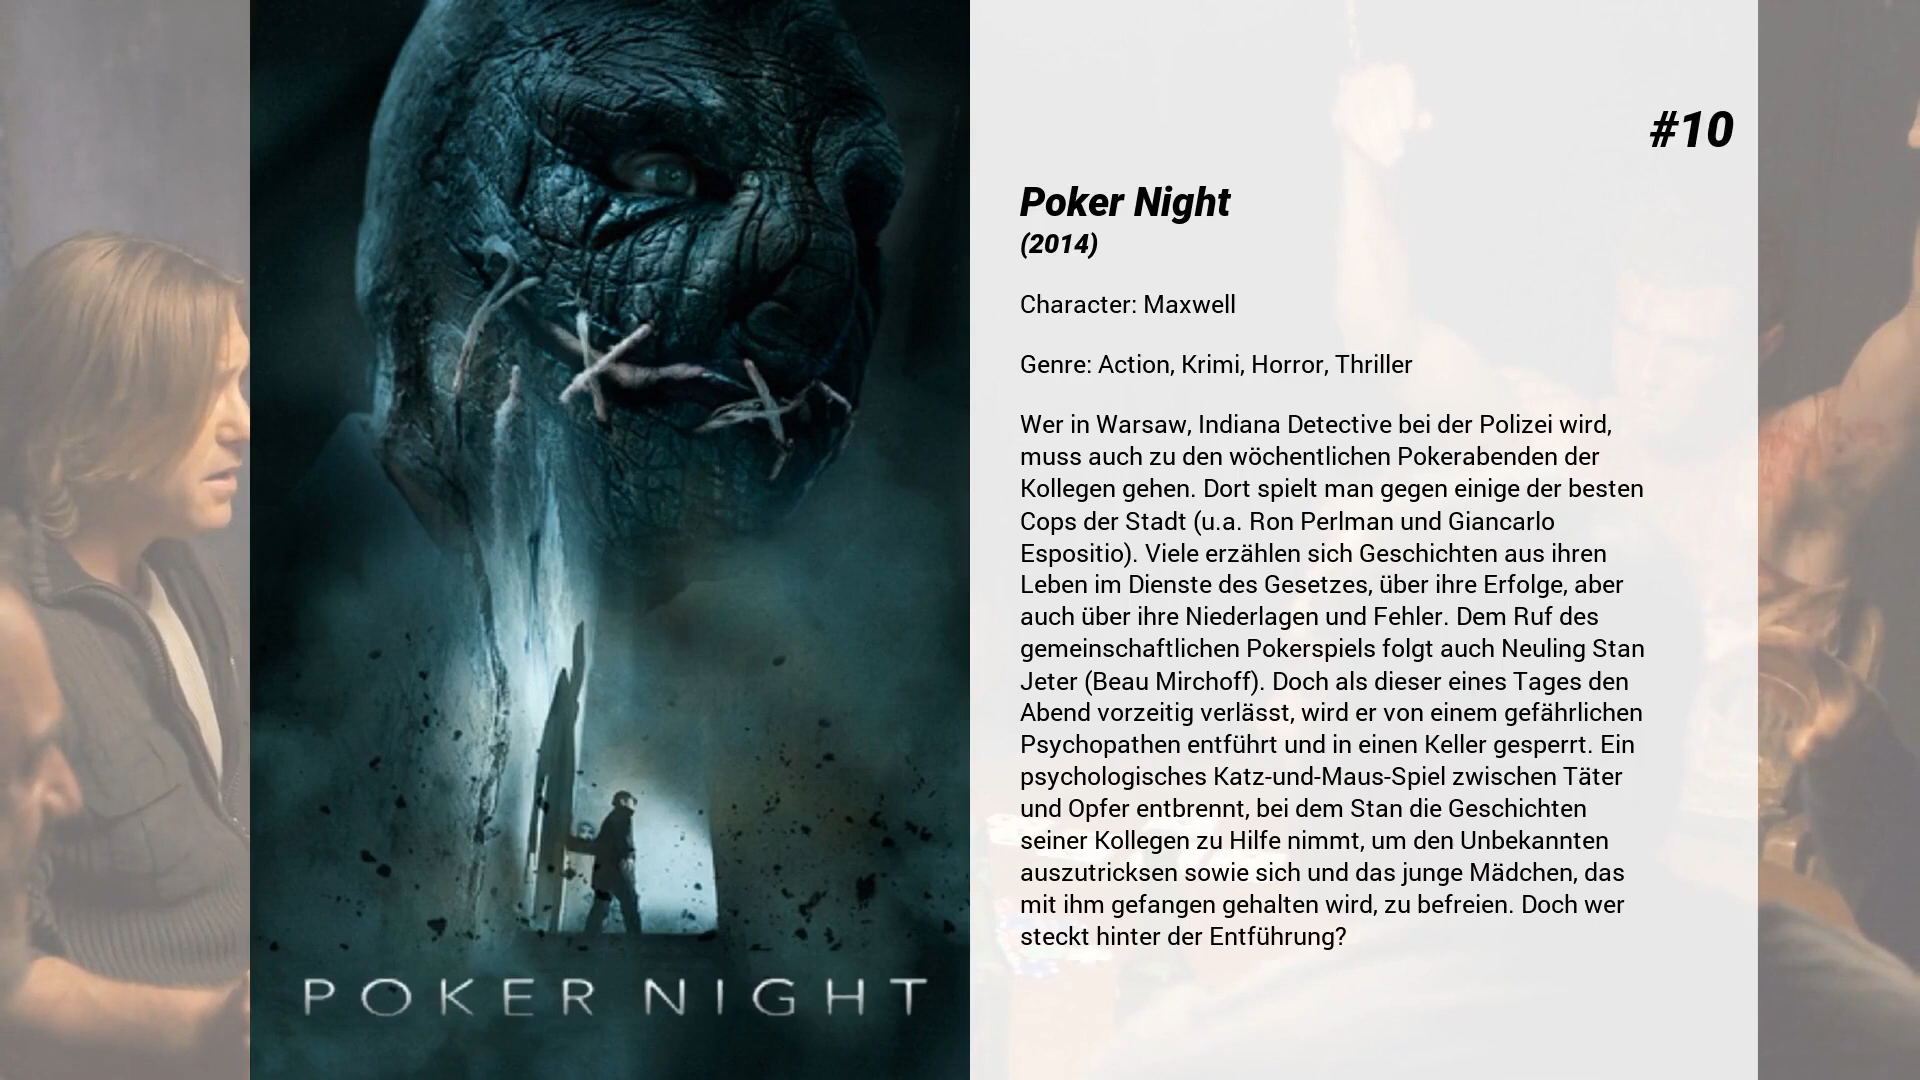 #10
Poker Night
(2014)
Character: Maxwell
Genre: Action, Krimi, Horror, Thriller
Wer in Warsaw, Indiana Detective bei der Polizei wird,
muss auch zu den wöchentlichen Pokerabenden der
Kollegen gehen. Dort spielt man gegen einige der besten
Cops der Stadt (u.a. Ron Perlman und Giancarlo
Espositio). Viele erzählen sich Geschichten aus ihren
Leben im Dienste des Gesetzes, über ihre Erfolge, aber
auch über ihre Niederlagen und Fehler. Dem Ruf des
gemeinschaftlichen Pokerspiels folgt auch Neuling Stan
Jeter (Beau Mirchoff). Doch als dieser eines Tages den
Abend vorzeitig verlässt, wird er von einem gefährlichen
Psychopathen entführt und in einen Keller gesperrt. Ein
psychologisches Katz-und-Maus-Spiel zwischen Täter
und Opfer entbrennt, bei dem Stan die Geschichten
seiner Kollegen zu Hilfe nimmt, um den Unbekannten
auszutricksen sowie sich und das junge Mädchen, das
mit ihm gefangen gehalten wird, zu befreien. Doch wer
steckt hinter der Entführung?
POKER NIGHT